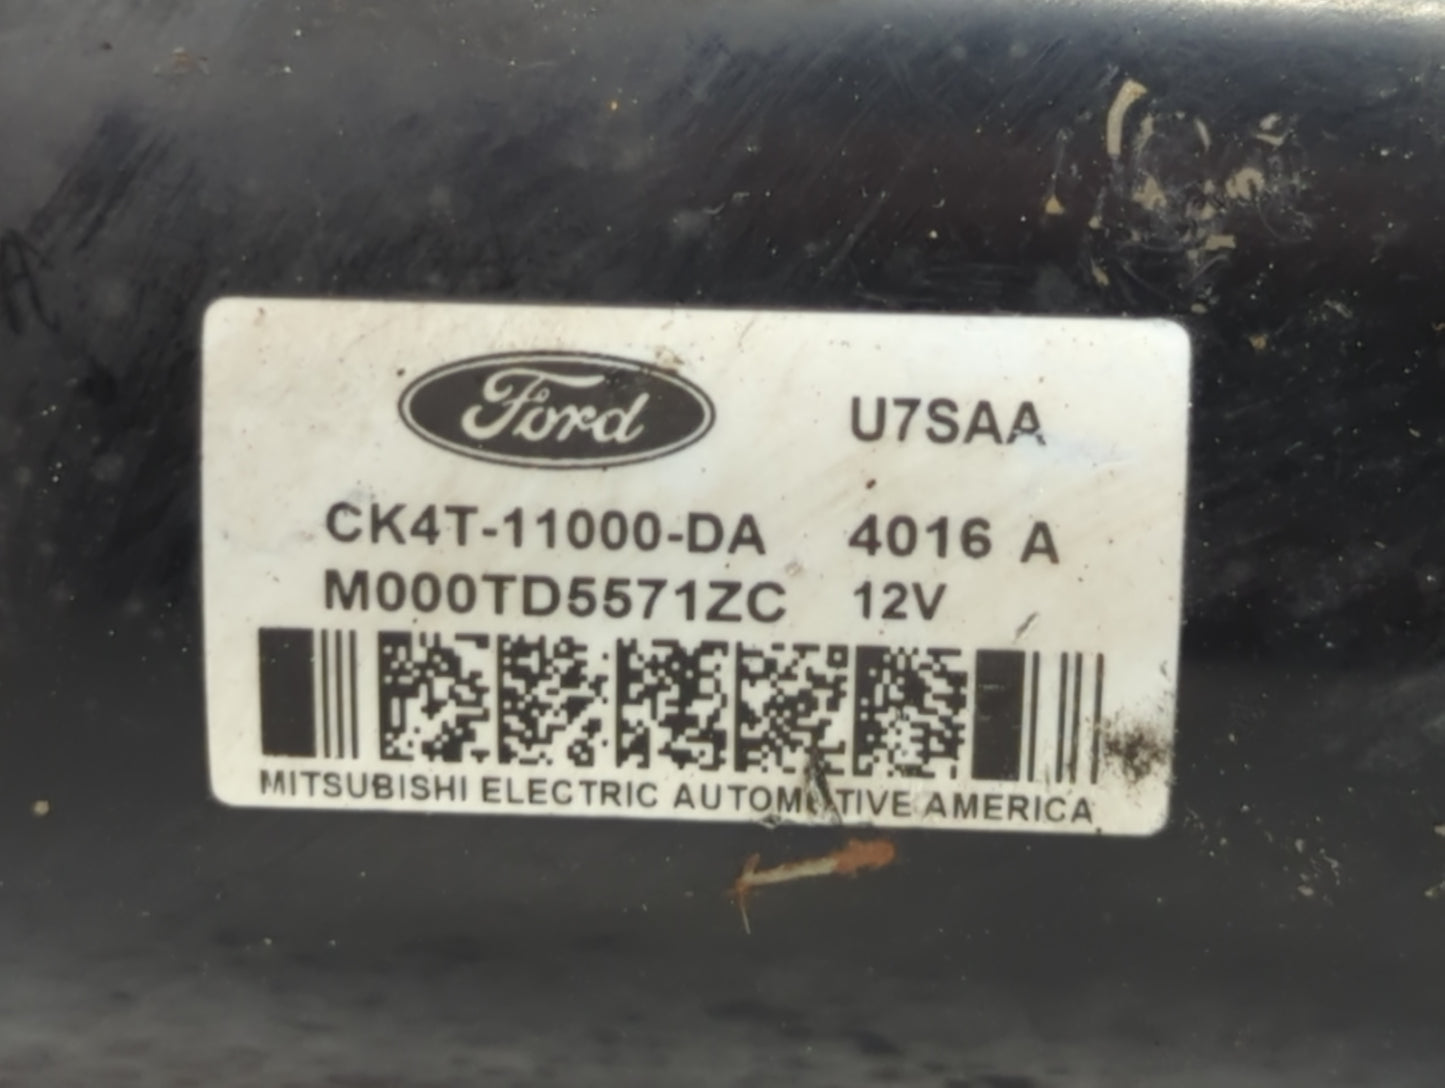 Ford U7SAA
CK4T-11000-DA 4016 A
M000TD5571ZC 12V
MITSUBISHI ELECTRIC AUTOMOTIVE AMERICA